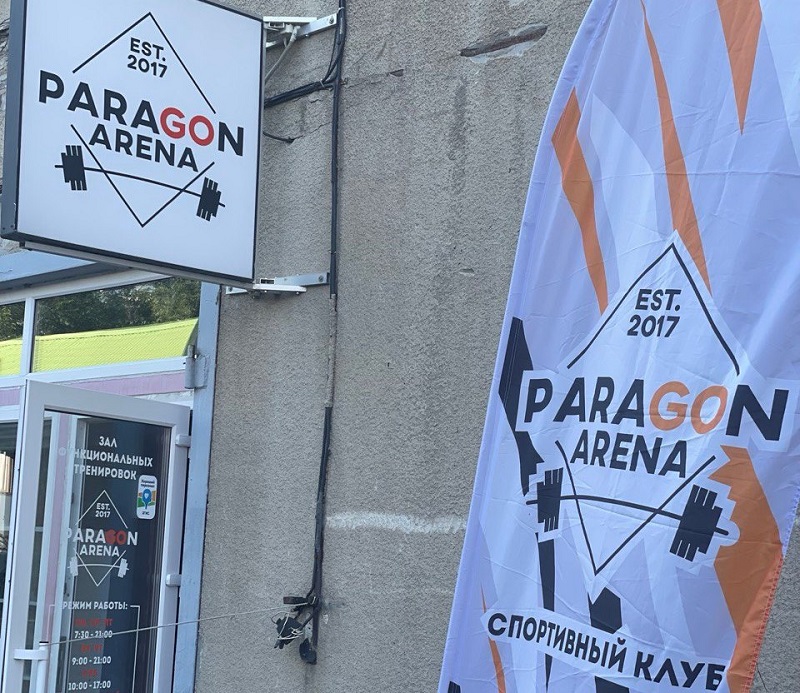 EST.
2017
PARAGON
ARENA
EST.
2017
PARAGON
ARENA
СПОРТИВНЫЙ КЛУБ
ЗАЛ
НКЦИОНАЛЬНЫХ
ТРЕНИРОВОК
EST.
2017
PARAGON
ARENA
РЕЖИМ РАБОТЫ:
7:30 - 21:00
9:00 - 21:00
10:00 - 17:00